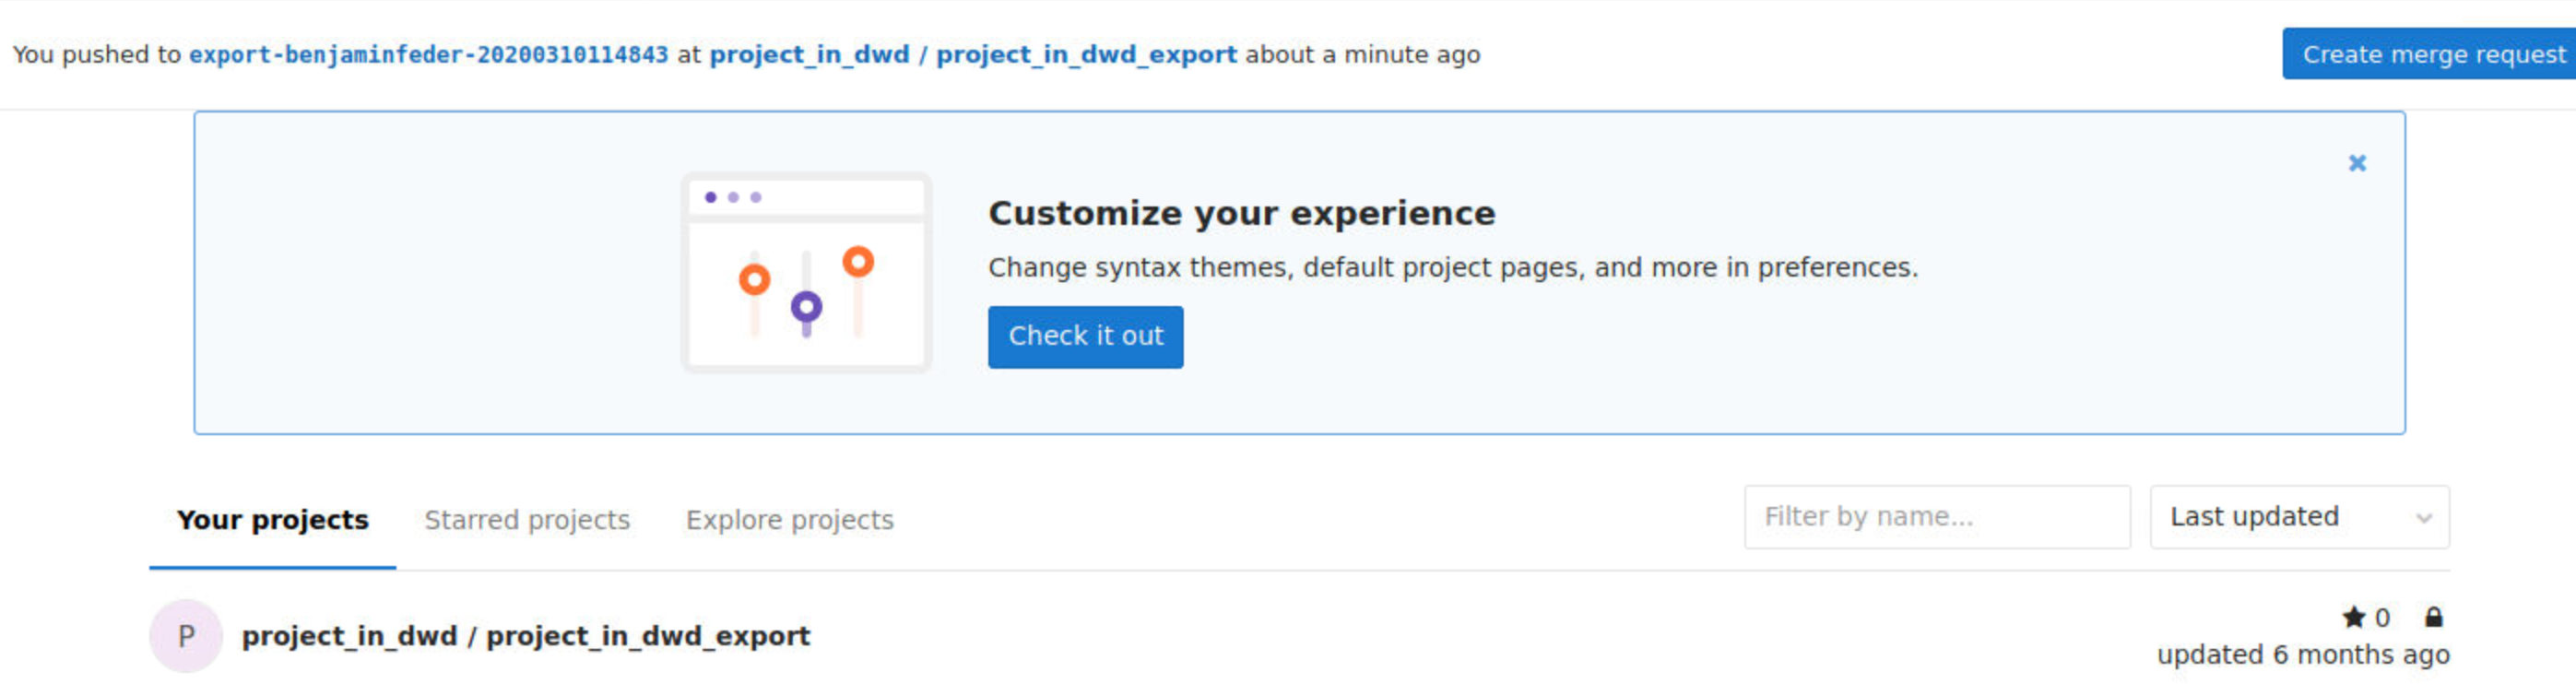 You pushed to export-benjaminfeder-20200310114843 at project_in_dwd / project_in_dwd_export about a minute ago
Create merge request
Customize your experience
Change syntax themes, default project pages, and more in preferences.
Check it out
Your projects
Starred projects
Explore projects
Filter by name...
Last updated
P
project_in_dwd / project_in_dwd_export
0
updated 6 months ago